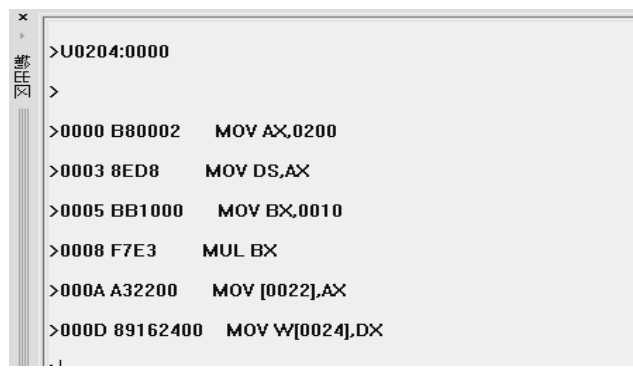 >U0204:0000
>
>0000 B80002 MOV AX,0200
>0003 8ED8 MOV DS,AX
>0005 BB1000 MOV BX,0010
>0008 F7E3 MUL BX
>000A A32200 MOV [0022],AX
>000D 89162400 MOV W[0024],DX